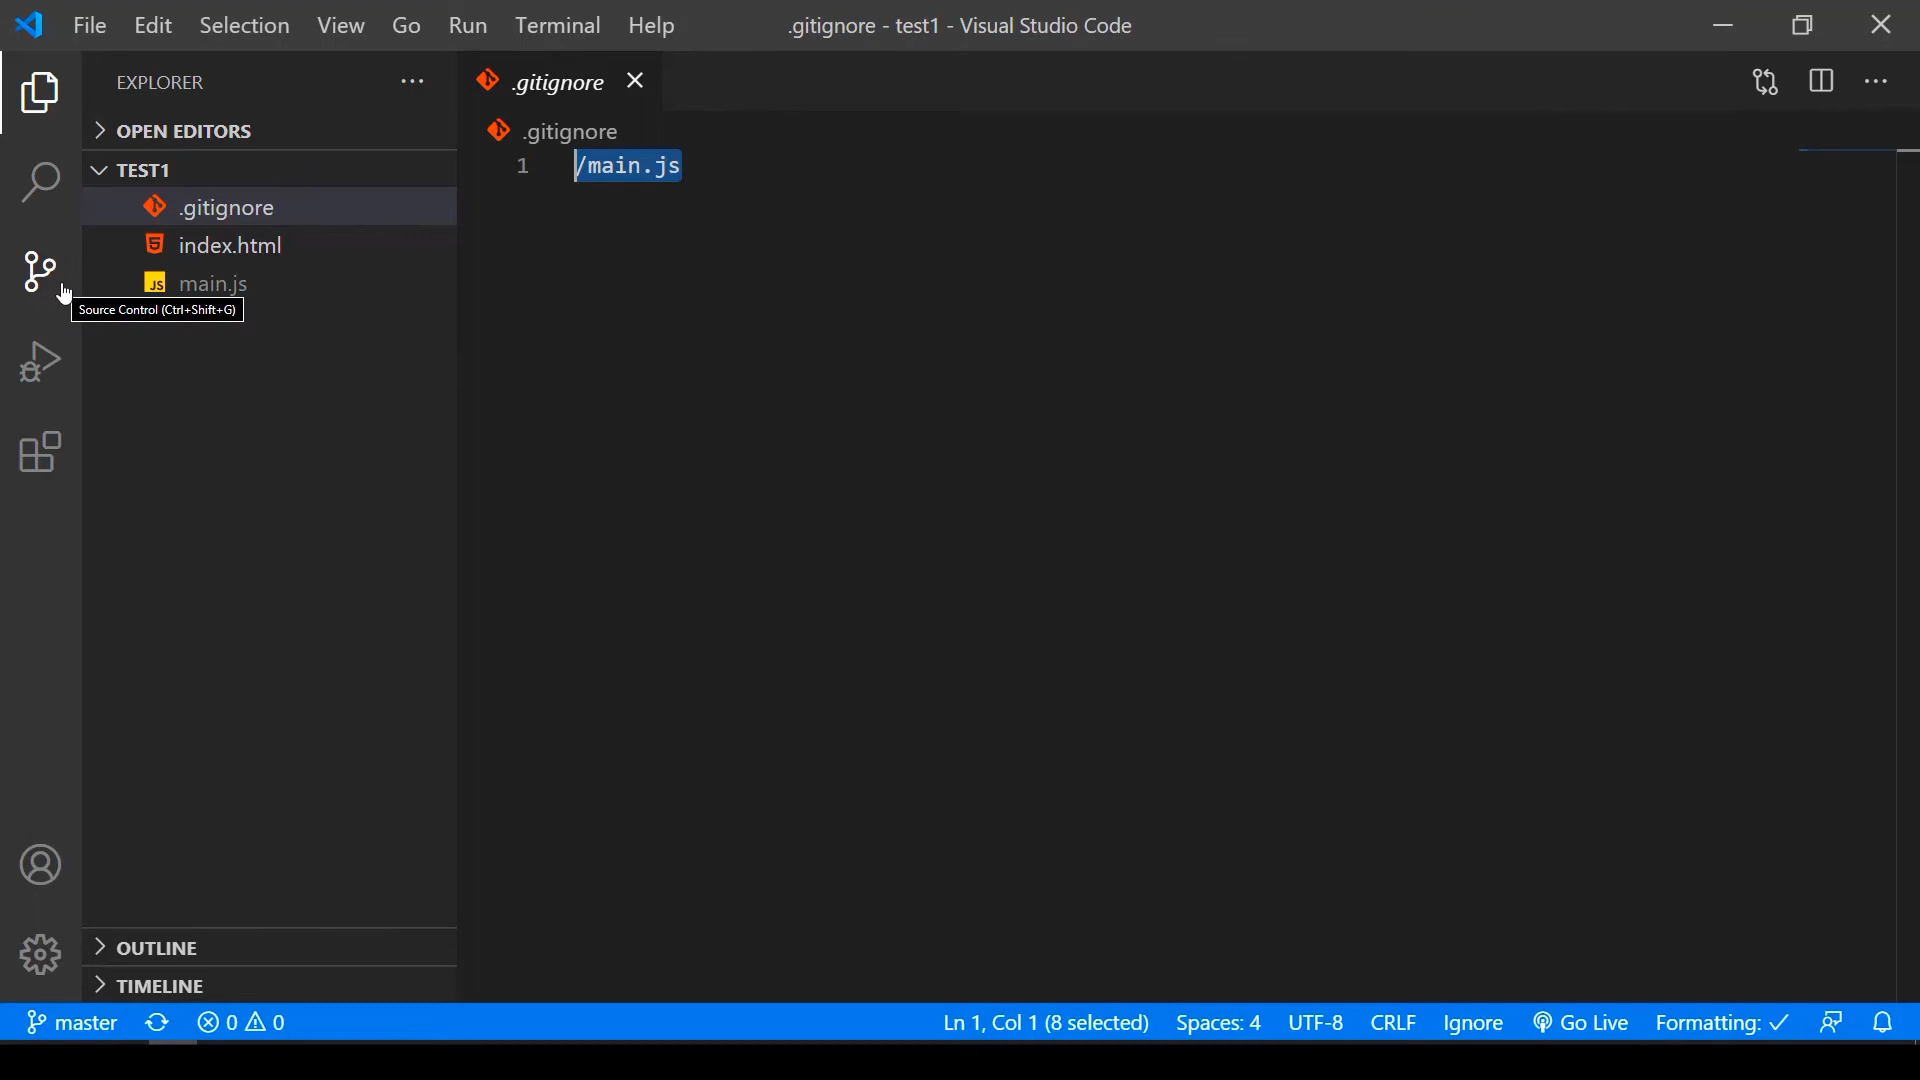 File Edit Selection View Go Run Terminal Help .gitignore - test1 - Visual Studio Code
EXPLORER
OPEN EDITORS
TEST1
.gitignore
index.html
JS main.js
Source Control (Ctrl+Shift+G)
OUTLINE
TIMELINE
.gitignore
.gitignore
1 /main.js
master 0 0 Ln 1, Col 1 (8 selected) Spaces: 4 UTF-8 CRLF Ignore Go Live Formatting: ✓